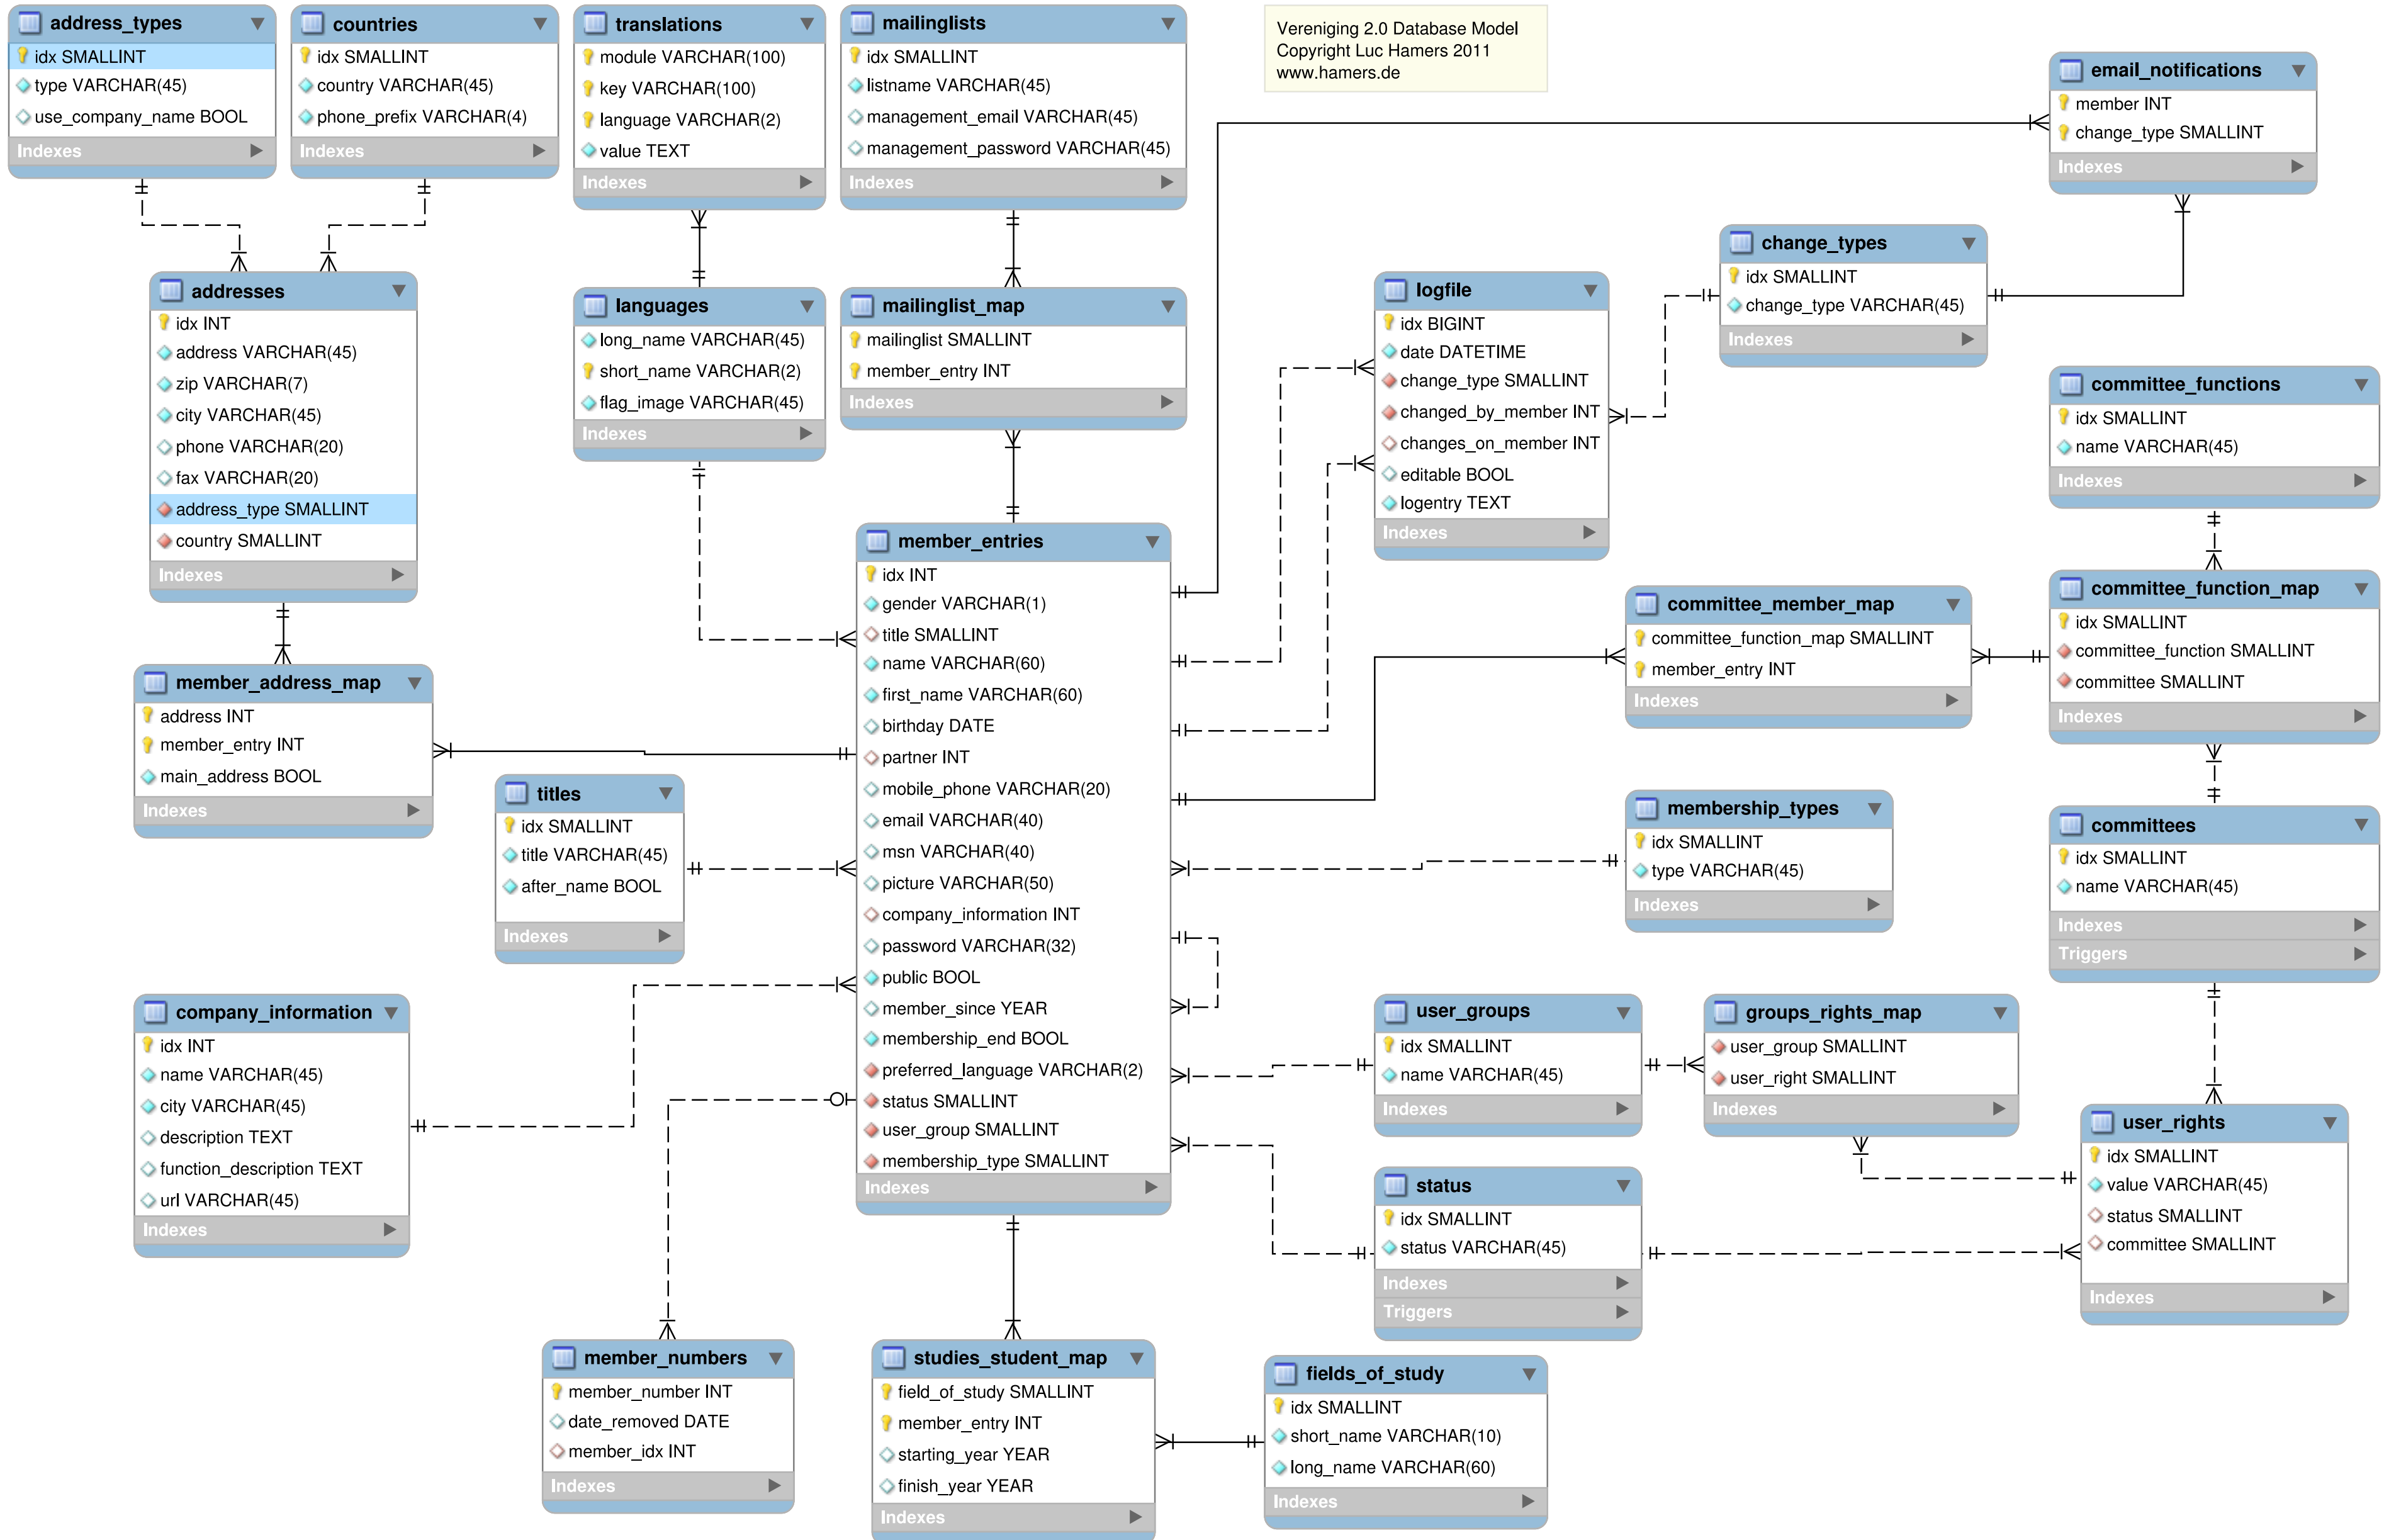 address_types
idx SMALLINT
type VARCHAR(45)
use_company_name BOOL
Indexes
countries
idx SMALLINT
country VARCHAR(45)
phone_prefix VARCHAR(4)
Indexes
translations
module VARCHAR(100)
key VARCHAR(100)
language VARCHAR(2)
value TEXT
Indexes
mailinglists
idx SMALLINT
listname VARCHAR(45)
management_email VARCHAR(45)
management_password VARCHAR(45)
Indexes
Vereniging 2.0 Database Model
Copyright Luc Hamers 2011
www.hamers.de
email_notifications
member INT
change_type SMALLINT
Indexes
change_types
idx SMALLINT
change_type VARCHAR(45)
Indexes
addresses
idx INT
address VARCHAR(45)
zip VARCHAR(7)
city VARCHAR(45)
phone VARCHAR(20)
fax VARCHAR(20)
address_type SMALLINT
country SMALLINT
Indexes
languages
long_name VARCHAR(45)
short_name VARCHAR(2)
flag_image VARCHAR(45)
Indexes
mailinglist_map
mailinglist SMALLINT
member_entry INT
Indexes
logfile
idx BIGINT
date DATETIME
change_type SMALLINT
changed_by_member INT
changes_on_member INT
editable BOOL
logentry TEXT
Indexes
committee_functions
idx SMALLINT
name VARCHAR(45)
Indexes
member_entries
idx INT
gender VARCHAR(1)
title SMALLINT
name VARCHAR(60)
first_name VARCHAR(60)
birthday DATE
partner INT
mobile_phone VARCHAR(20)
email VARCHAR(40)
msn VARCHAR(40)
picture VARCHAR(50)
company_information INT
password VARCHAR(32)
public BOOL
member_since YEAR
membership_end BOOL
preferred_language VARCHAR(2)
status SMALLINT
user_group SMALLINT
membership_type SMALLINT
Indexes
committee_member_map
committee_function_map SMALLINT
member_entry INT
Indexes
committee_function_map
idx SMALLINT
committee_function SMALLINT
committee SMALLINT
Indexes
member_address_map
address INT
member_entry INT
main_address BOOL
Indexes
titles
idx SMALLINT
title VARCHAR(45)
after_name BOOL
Indexes
membership_types
idx SMALLINT
type VARCHAR(45)
Indexes
committees
idx SMALLINT
name VARCHAR(45)
Indexes
Triggers
company_information
idx INT
name VARCHAR(45)
city VARCHAR(45)
description TEXT
function_description TEXT
url VARCHAR(45)
Indexes
user_groups
idx SMALLINT
name VARCHAR(45)
Indexes
groups_rights_map
user_group SMALLINT
user_right SMALLINT
Indexes
user_rights
idx SMALLINT
value VARCHAR(45)
status SMALLINT
committee SMALLINT
Indexes
status
idx SMALLINT
status VARCHAR(45)
Indexes
Triggers
member_numbers
member_number INT
date_removed DATE
member_idx INT
Indexes
studies_student_map
field_of_study SMALLINT
member_entry INT
starting_year YEAR
finish_year YEAR
Indexes
fields_of_study
idx SMALLINT
short_name VARCHAR(10)
long_name VARCHAR(60)
Indexes